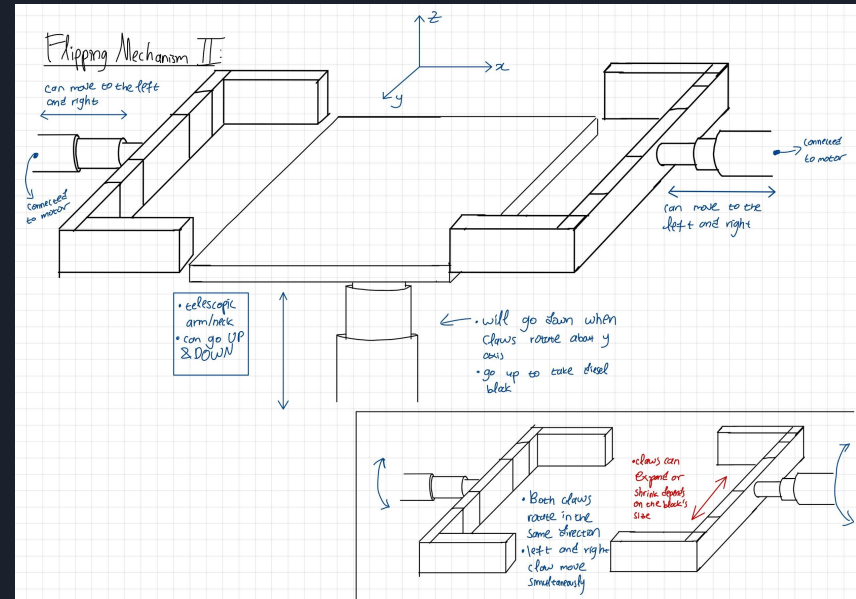 Flipping Mechanism II:
z
x
y
can move to the left
and right
connected
to motor
connected
to motor
can move to the
left and right
• telescopic
arm/neck
• can go UP
& DOWN
• will go down when
claws rotate about y
axis
• go up to take diesel
block
• Both claws
rotate in the
same direction
• left and right
claw move
simultaneously
• claws can
Expand or
shrink depends
on the block's
size